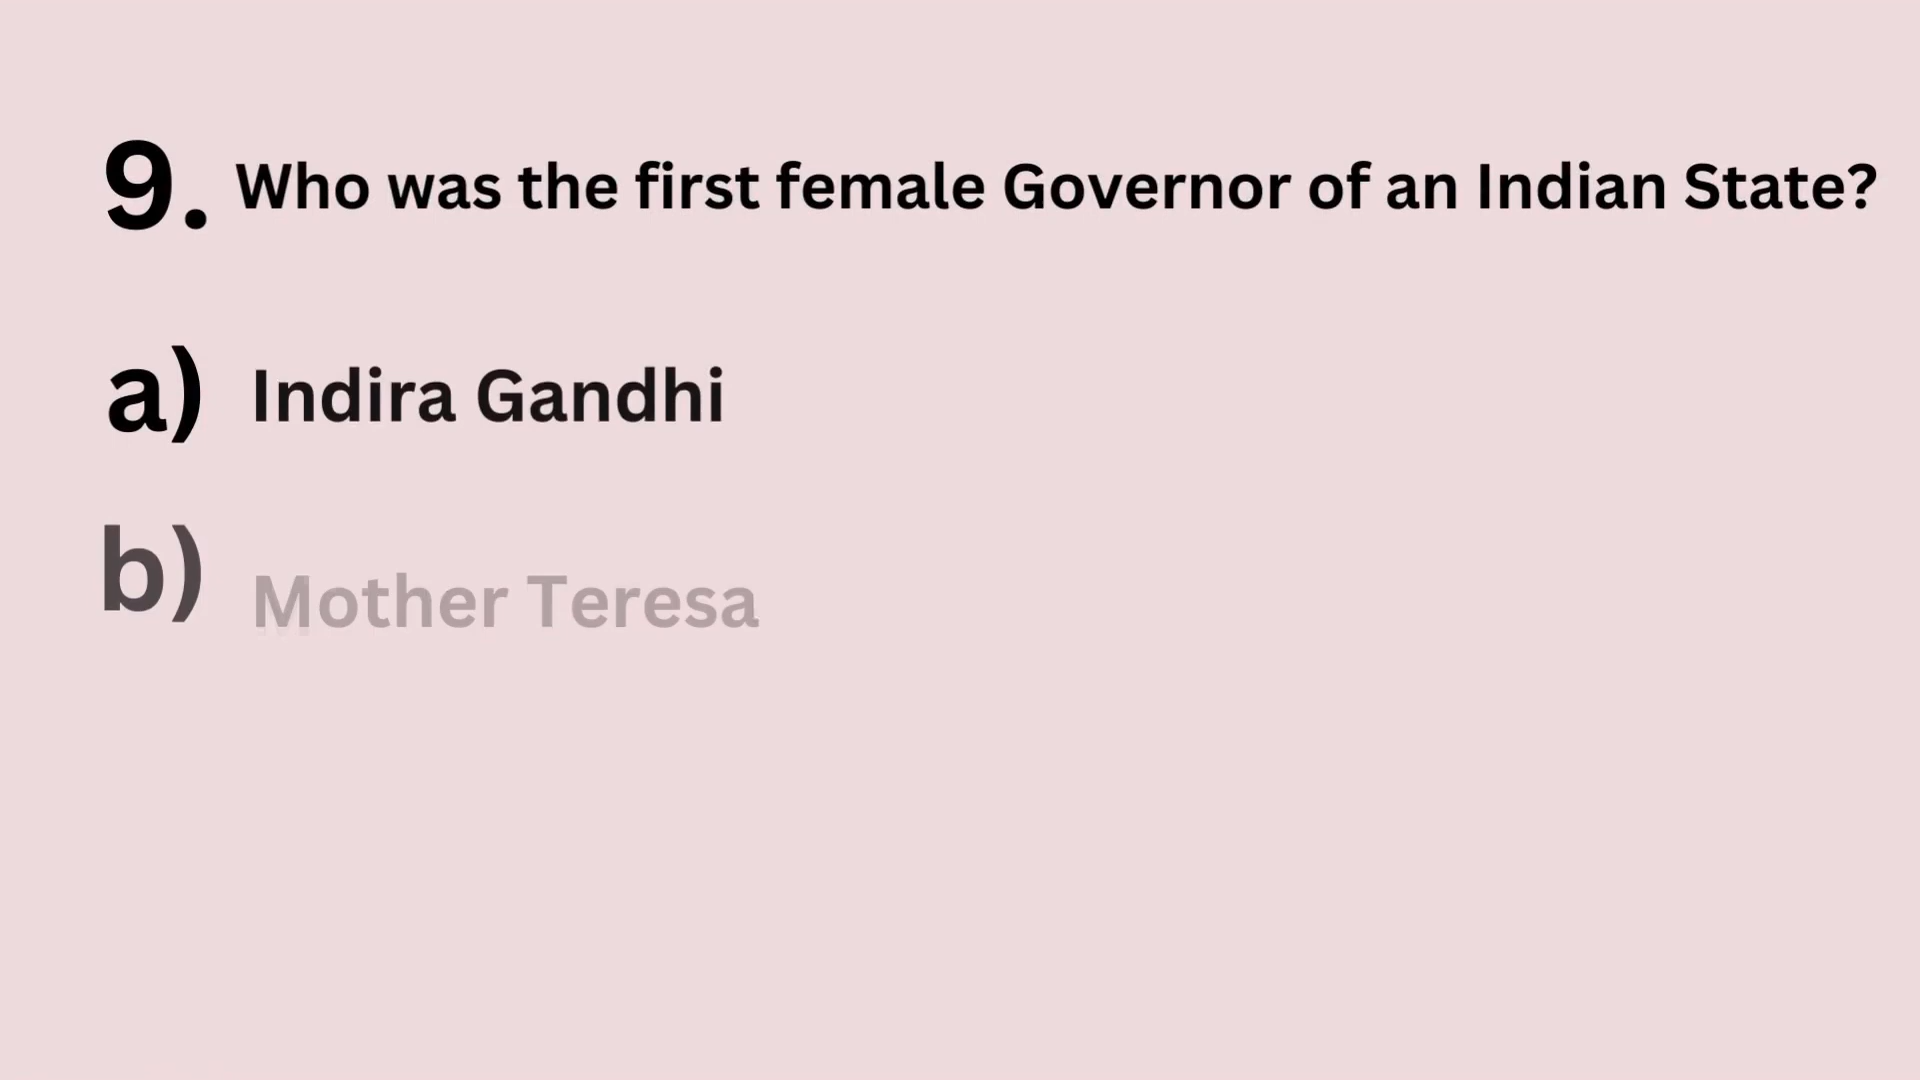 9. Who was the first female Governor of an Indian State?
a) Indira Gandhi
b) Mother Teresa